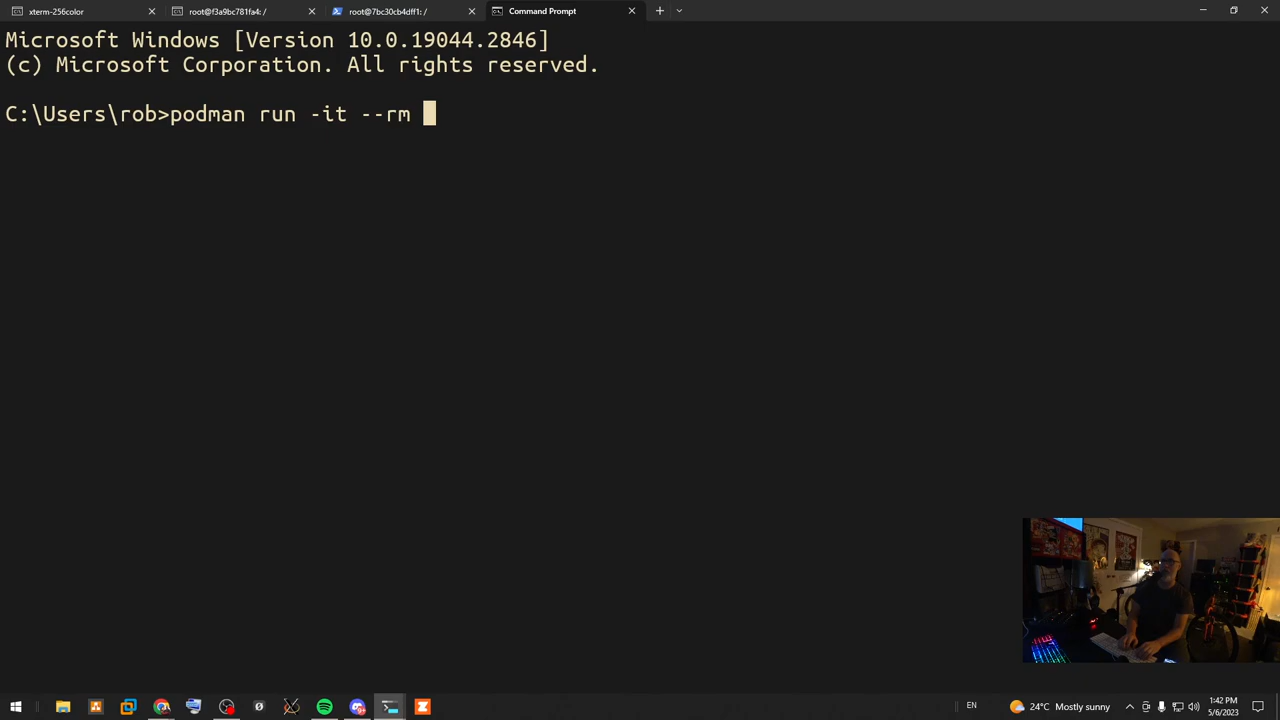 xterm-256color
root@f3a9bc781fa4: /
root@7bc30cb4dff1: /
Command Prompt
Microsoft Windows [Version 10.0.19044.2846]
(c) Microsoft Corporation. All rights reserved.
C:\Users\rob>podman run -it --rm
EN
24°C Mostly sunny
1:42 PM
5/6/2023